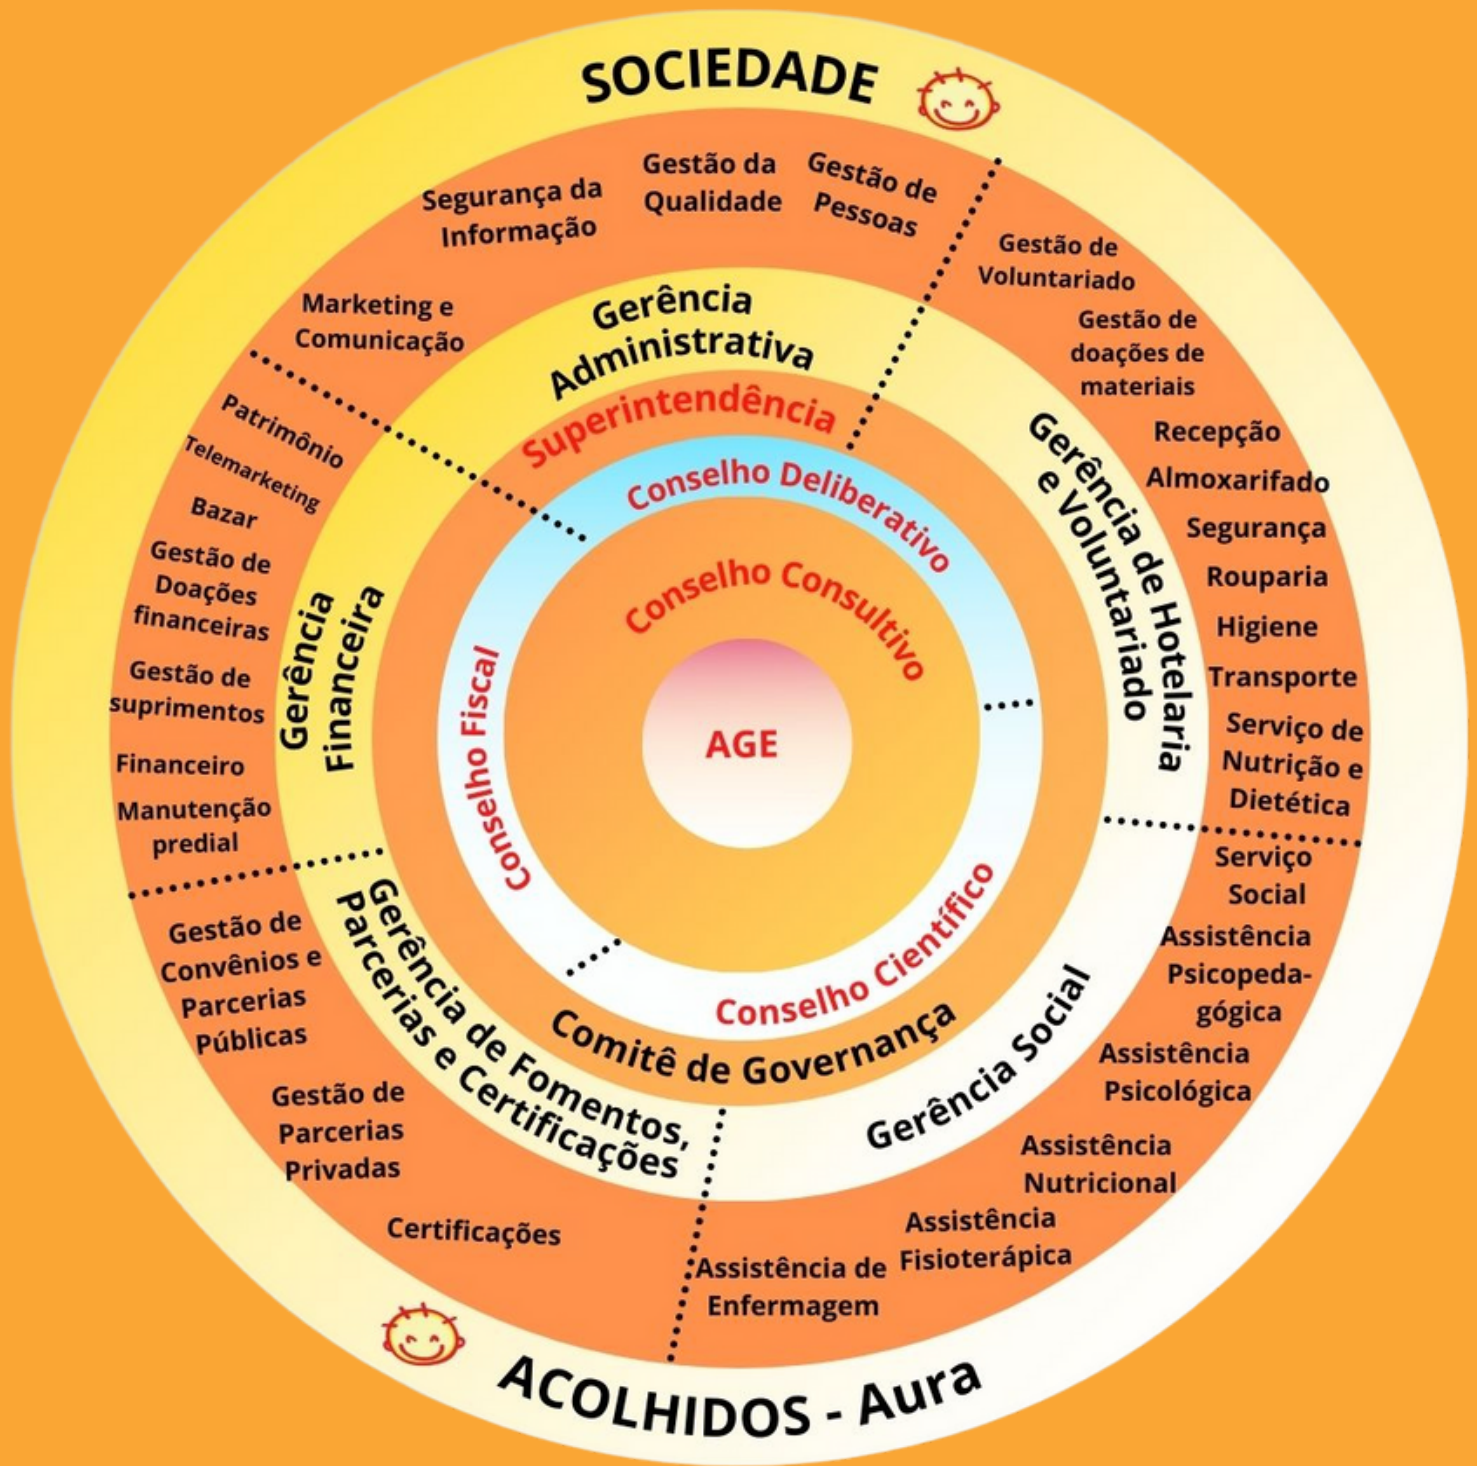 SOCIEDADE
Segurança da
Informação
Gestão da
Qualidade
Gestão de
Pessoas
Marketing e
Comunicação
Gerência
Administrativa
Gestão de
Voluntariado
Gestão de
doações de
materiais
Recepção
Almoxarifado
Segurança
Rouparia
Higiene
Transporte
Serviço de
Nutrição e
Dietética
Gerência de Hotelaria
e Voluntariado
Serviço
Social
Assistência
Psicopeda-
gógica
Assistência
Psicológica
Assistência
Nutricional
Assistência
Fisioterápica
Assistência de
Enfermagem
Gerência Social
Patrimônio
Telemarketing
Bazar
Gestão de
Doações
financeiras
Gestão de
suprimentos
Financeiro
Manutenção
predial
Gerência
Financeira
Gestão de
Convênios e
Parcerias
Públicas
Gestão de
Parcerias
Privadas
Certificações
Gerência de Fomentos,
Parcerias e Certificações
Superintendência
Comitê de Governança
Conselho Deliberativo
Conselho Fiscal
Conselho Científico
Conselho Consultivo
AGE
ACOLHIDOS - Aura